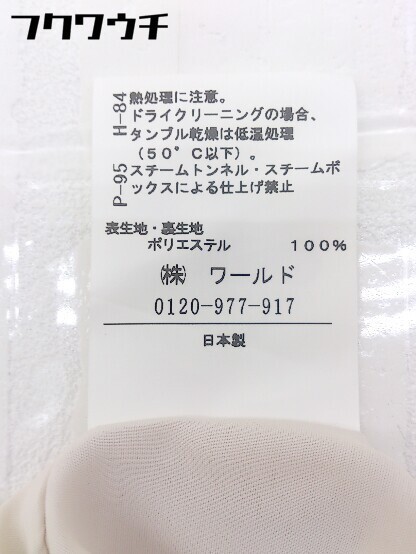 フクワウチ
H-84
熱処理に注意。
ドライクリーニングの場合、
タンブル乾燥は低温処理
（50°C以下）。
P-95
スチームトンネル・スチームボ
ックスによる仕上げ禁止
表生地・裏生地
ポリエステル 100%
㈱ ワールド
0120-977-917
日本製